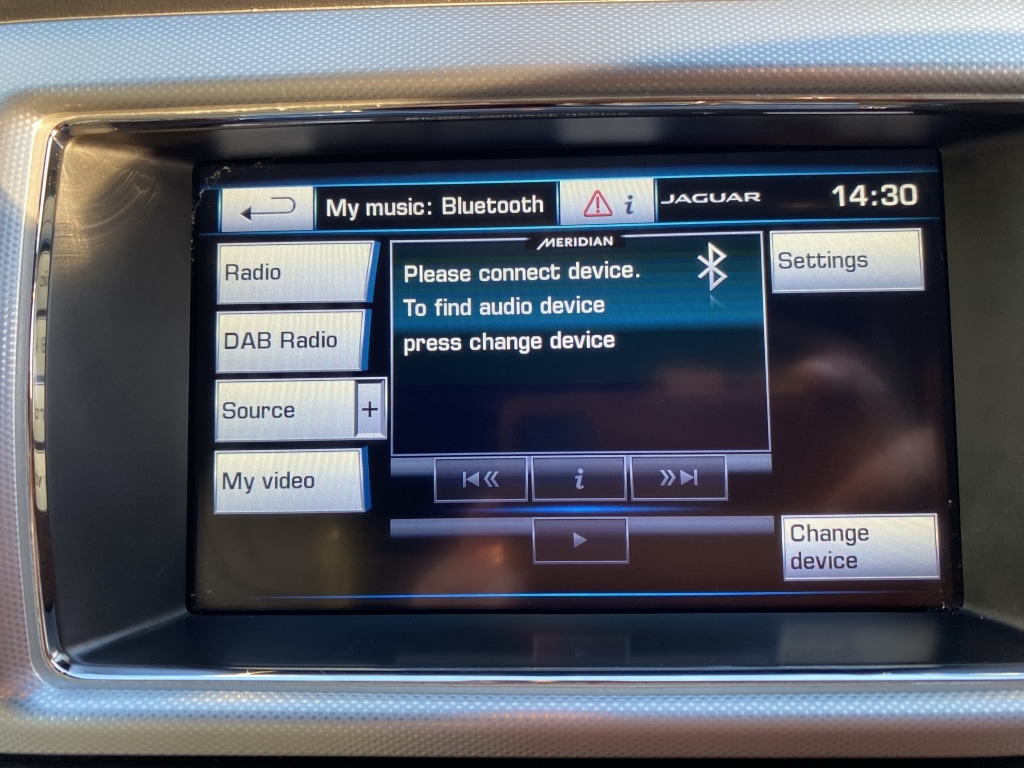 My music: Bluetooth
i
JAGUAR
14:30
Radio
DAB Radio
Source +
My video
MERIDIAN
Please connect device.
To find audio device
press change device
i
Settings
Change
device